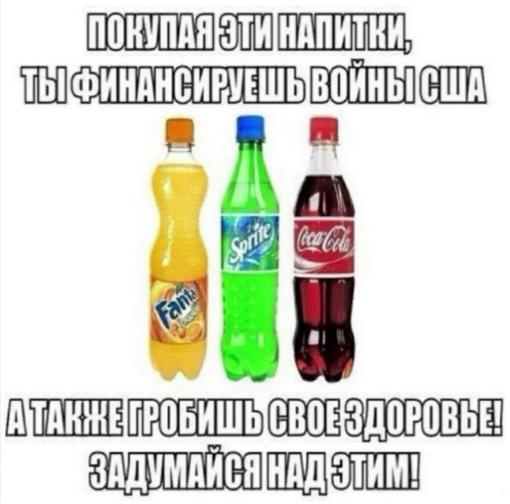 ПОКУПАЯ ЭТИ НАПИТКИ,
ТЫ ФИНАНСИРУЕШЬ ВОЙНЫ США
Sprite
Coca-Cola
Fanta
А ТАКЖЕ ГРОБИШЬ СВОЕ ЗДОРОВЬЕ!
ЗАДУМАЙСЯ НАД ЭТИМ!